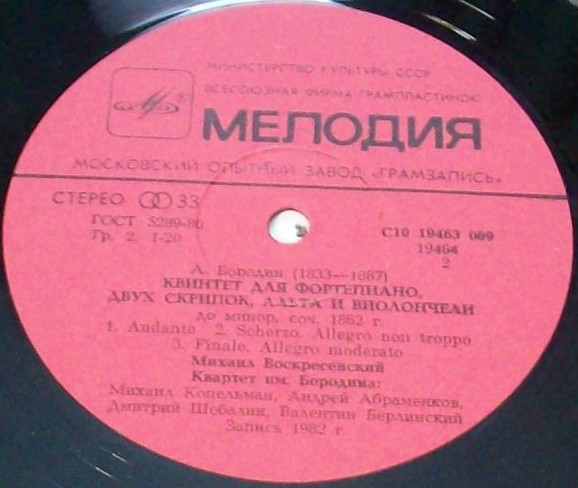 МИНИСТЕРСТВО КУЛЬТУРЫ СССР
ВСЕСОЮЗНАЯ ФИРМА ГРАМПЛАСТИНОК
МЕЛОДИЯ
МОСКОВСКИЙ ОПЫТНЫЙ ЗАВОД «ГРАМЗАПИСЬ»
СТЕРЕО 33
ГОСТ 5289-80
Гр. 2. 1-20
С10 19463 009
19464
2
А. Бородин (1833—1887)
КВИНТЕТ ДЛЯ ФОРТЕПИАНО,
ДВУХ СКРИПОК, АЛЬТА И ВИОЛОНЧЕЛИ
до минор, соч. 1862 г.
1. Andante 2. Scherzo. Allegro non troppo
3. Finale. Allegro moderato
Михаил Воскресенский
Квартет им. Бородина:
Михаил Копельман, Андрей Абраменков,
Дмитрий Шебалин, Валентин Берлинский
Запись 1982 г.